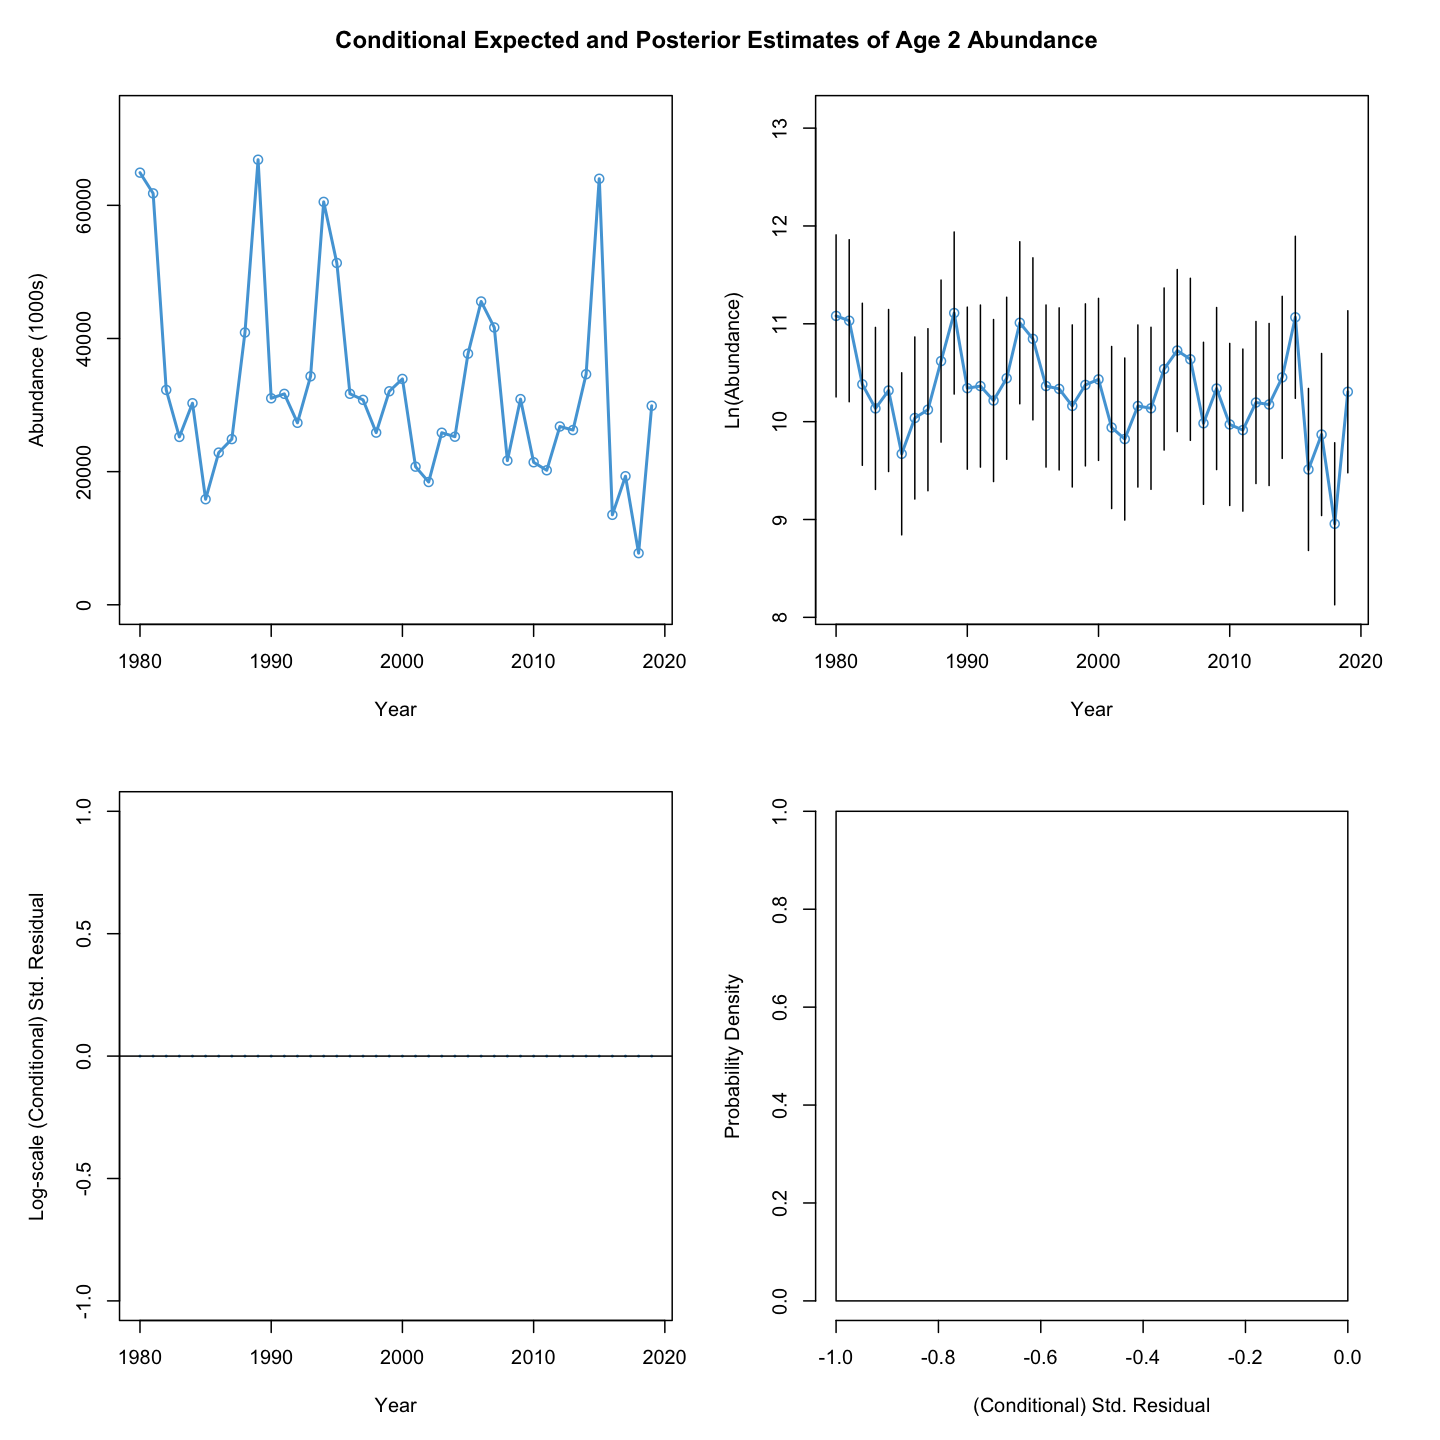 Conditional Expected and Posterior Estimates of Age 2 Abundance
Abundance (1000s)
60000
40000
20000
0
1980 1990 2000 2010 2020
Year
Ln(Abundance)
13
12
11
10
9
8
1980 1990 2000 2010 2020
Year
Log-scale (Conditional) Std. Residual
1.0
0.5
0.0
-0.5
-1.0
1980 1990 2000 2010 2020
Year
Probability Density
1.0
0.8
0.6
0.4
0.2
0.0
-1.0 -0.8 -0.6 -0.4 -0.2 0.0
(Conditional) Std. Residual